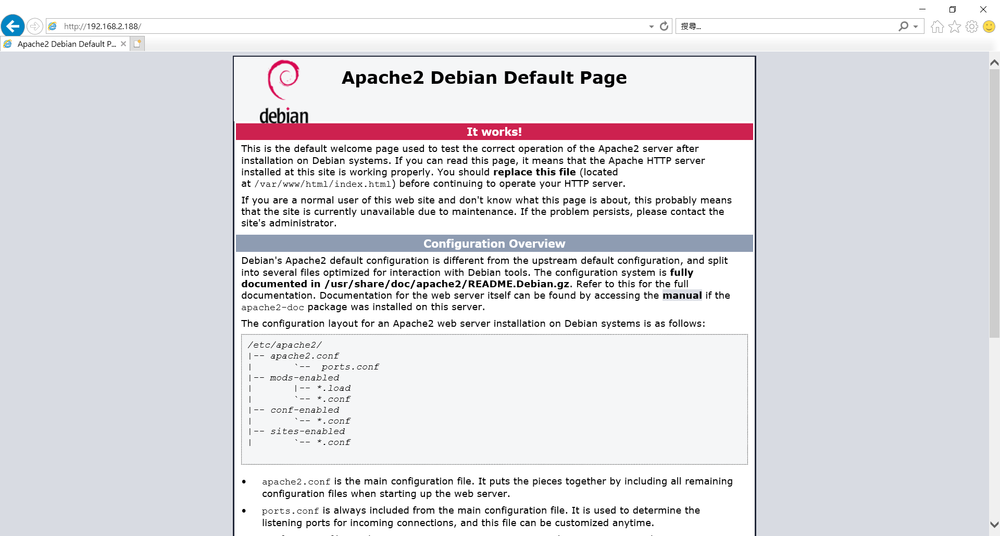 http://192.168.2.188/
搜尋...
Apache2 Debian Default P...
debian
Apache2 Debian Default Page
It works!
This is the default welcome page used to test the correct operation of the Apache2 server after
installation on Debian systems. If you can read this page, it means that the Apache HTTP server
installed at this site is working properly. You should replace this file (located
at /var/www/html/index.html) before continuing to operate your HTTP server.
If you are a normal user of this web site and don't know what this page is about, this probably means
that the site is currently unavailable due to maintenance. If the problem persists, please contact the
site's administrator.
Configuration Overview
Debian's Apache2 default configuration is different from the upstream default configuration, and split
into several files optimized for interaction with Debian tools. The configuration system is fully
documented in /usr/share/doc/apache2/README.Debian.gz. Refer to this for the full
documentation. Documentation for the web server itself can be found by accessing the manual if the
apache2-doc package was installed on this server.
The configuration layout for an Apache2 web server installation on Debian systems is as follows:
/etc/apache2/
|-- apache2.conf
|       `--  ports.conf
|-- mods-enabled
|       |-- *.load
|       `-- *.conf
|-- conf-enabled
|       `-- *.conf
|-- sites-enabled
|       `-- *.conf
• apache2.conf is the main configuration file. It puts the pieces together by including all remaining
configuration files when starting up the web server.
• ports.conf is always included from the main configuration file. It is used to determine the
listening ports for incoming connections, and this file can be customized anytime.